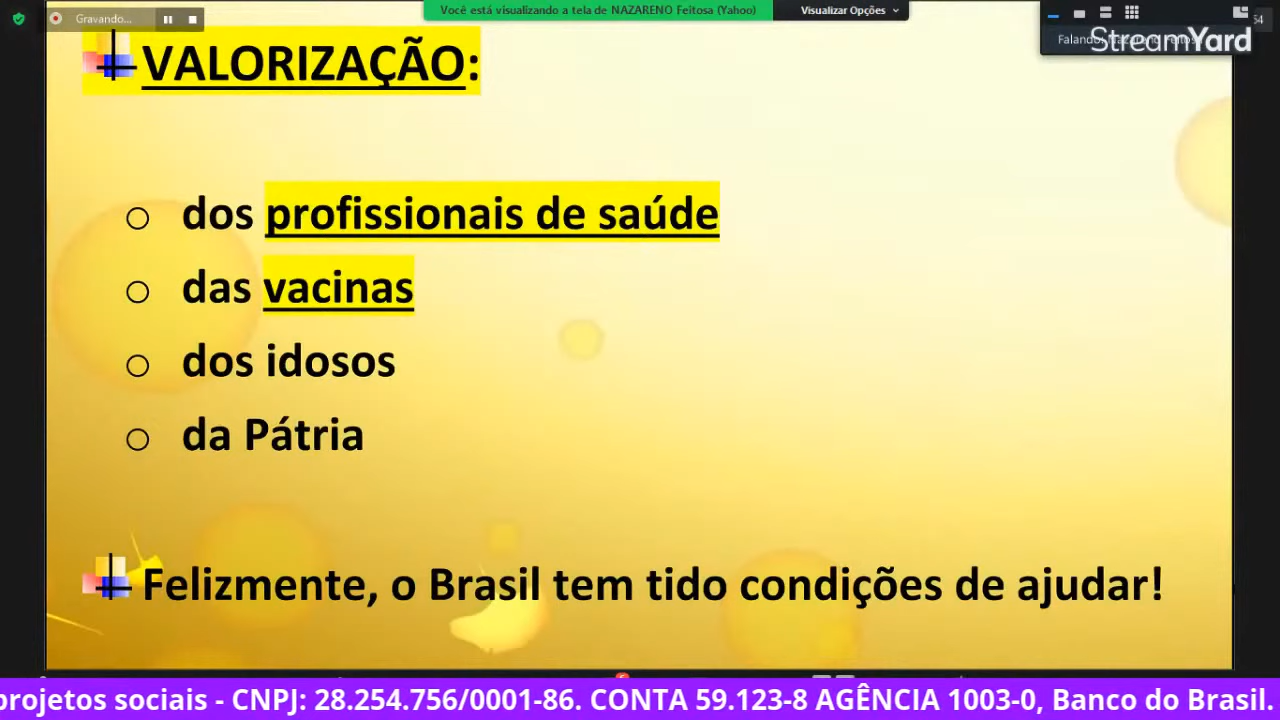 Gravando...
Você está visualizando a tela de NAZARENO Feitosa (Yahoo)
Visualizar Opções
54
StreamYard
VALORIZAÇÃO:
dos profissionais de saúde
das vacinas
dos idosos
da Pátria
Felizmente, o Brasil tem tido condições de ajudar!
projetos sociais - CNPJ: 28.254.756/0001-86. CONTA 59.123-8 AGÊNCIA 1003-0, Banco do Brasil.